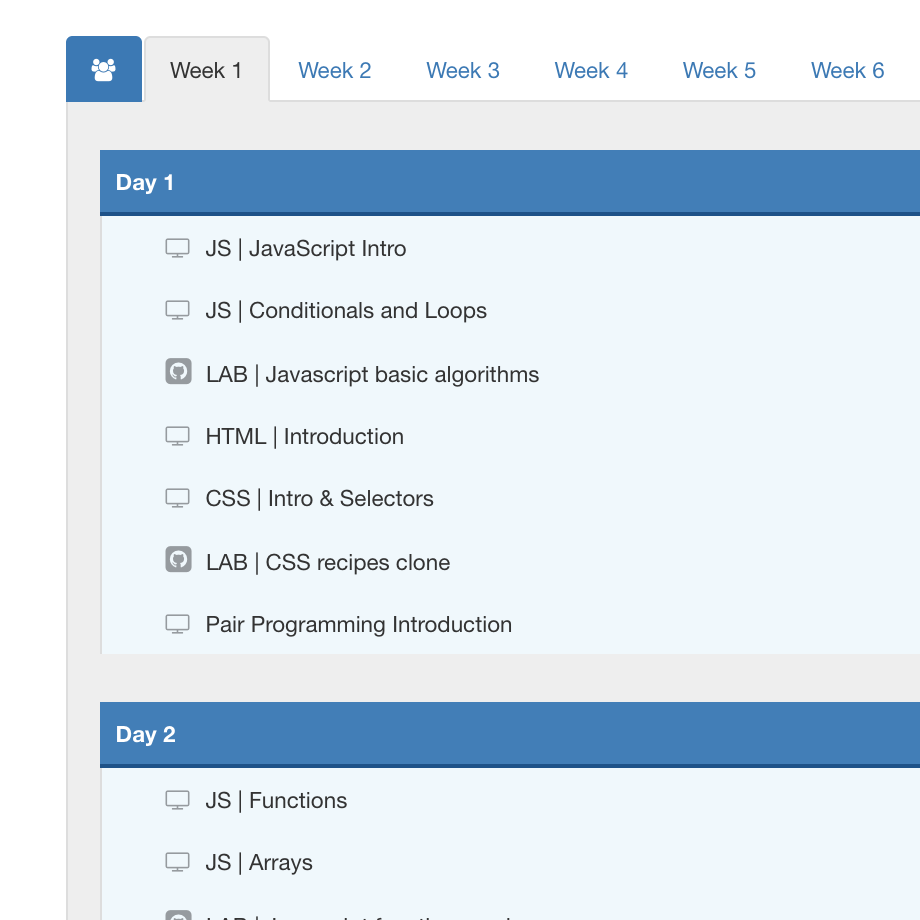 Week 1 Week 2 Week 3 Week 4 Week 5 Week 6
Day 1
JS | JavaScript Intro
JS | Conditionals and Loops
LAB | Javascript basic algorithms
HTML | Introduction
CSS | Intro & Selectors
LAB | CSS recipes clone
Pair Programming Introduction
Day 2
JS | Functions
JS | Arrays